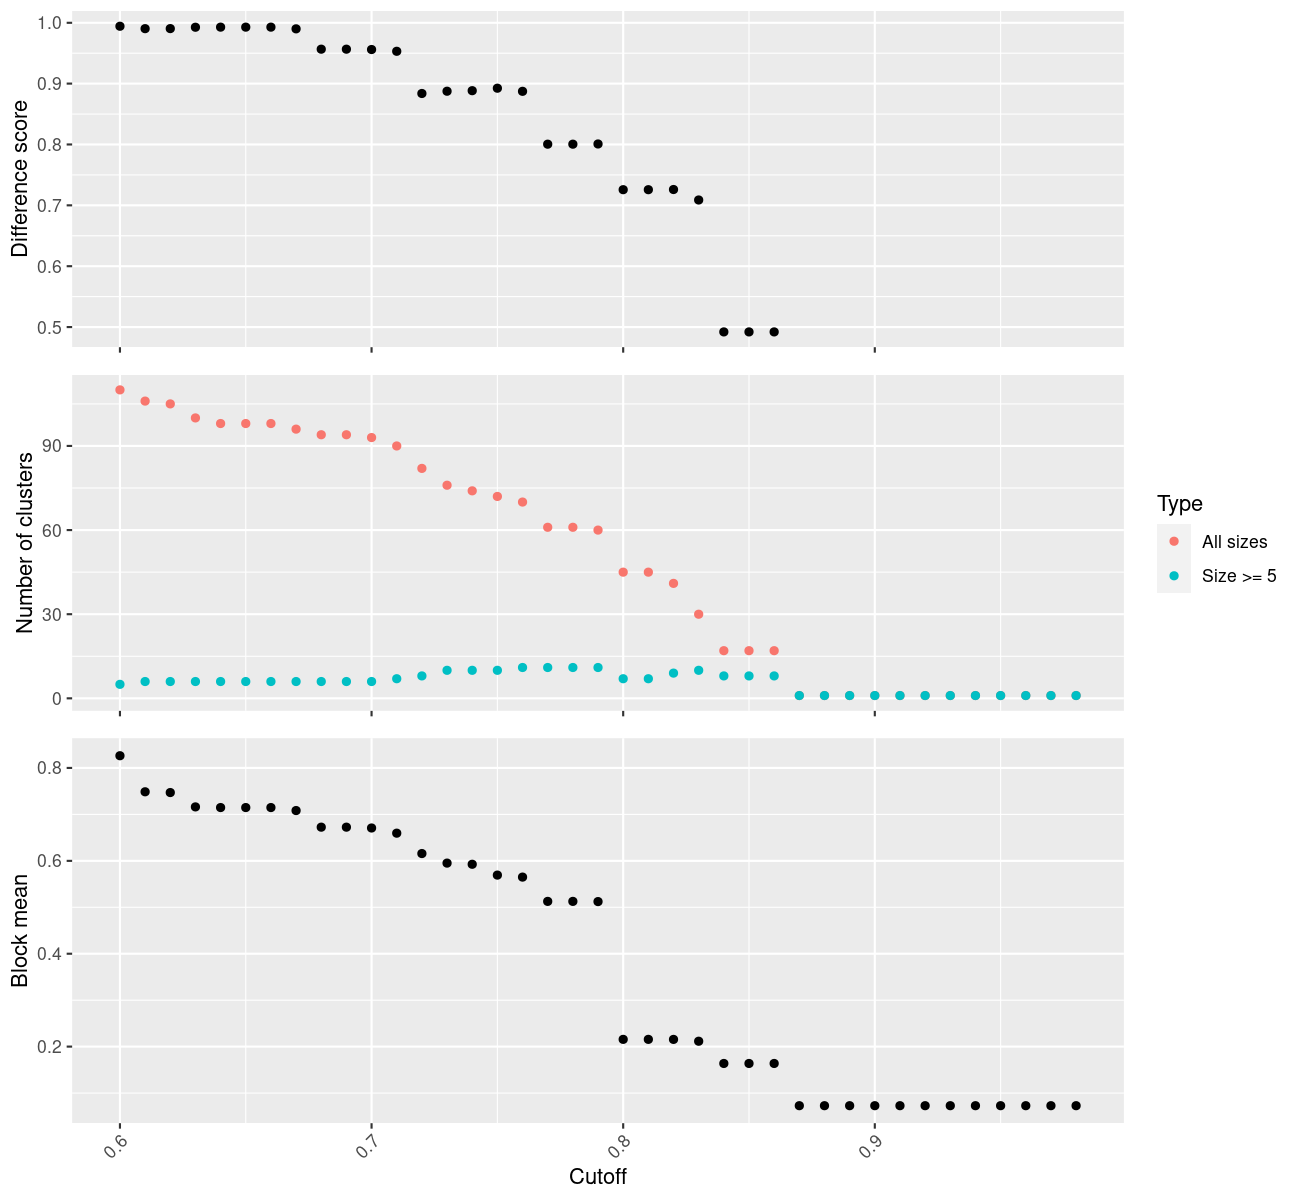 Difference score
1.0
0.9
0.8
0.7
0.6
0.5
Number of clusters
90
60
30
0
Type
All sizes
Size >= 5
Block mean
0.8
0.6
0.4
0.2
0.6
0.7
0.8
0.9
Cutoff